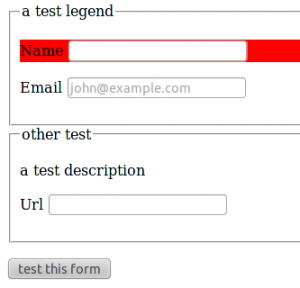 a test legend
Name
Email john@example.com
other test
a test description
Url
test this form